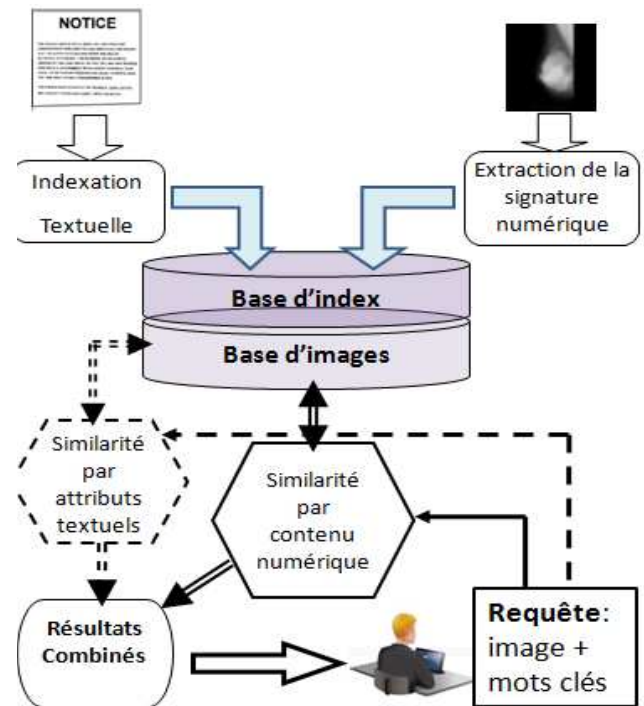 NOTICE
Indexation
Textuelle
Extraction de la
signature
numérique
Base d'index
Base d'images
Similarité
par
attributs
textuels
Similarité
par
contenu
numérique
Résultats
Combinés
Requête:
image +
mots clés